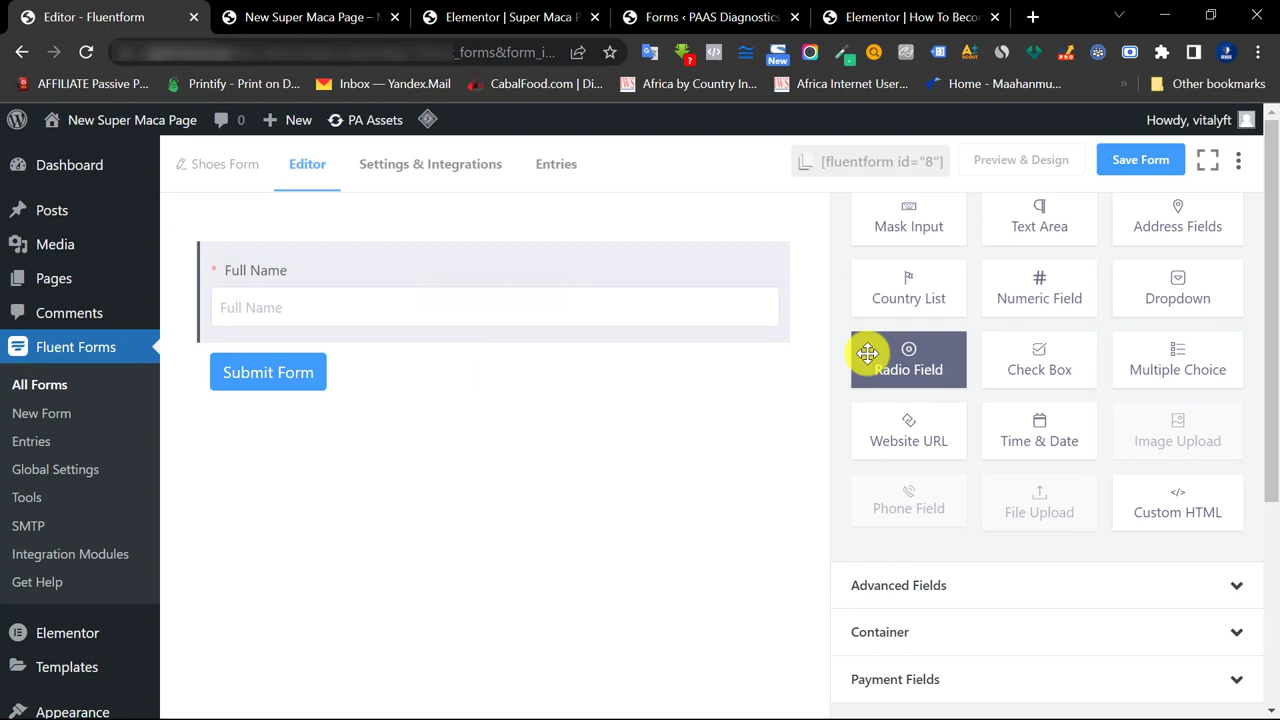 Editor - Fluentform
New Super Maca Page –
Elementor | Super Maca P
Forms ‹ PAAS Diagnostics
Elementor | How To Becor
_forms&form_i...
New
?
PRO
AFFILIATE Passive P...
Printify - Print on D...
Inbox — Yandex.Mail
CabalFood.com | Di...
Africa by Country In...
Africa Internet User...
Home - Maahanmu...
»
Other bookmarks
New Super Maca Page
0
New
PA Assets
Howdy, vitalyft
Dashboard
Posts
Media
Pages
Comments
Fluent Forms
All Forms
New Form
Entries
Global Settings
Tools
SMTP
Integration Modules
Get Help
Elementor
Templates
Appearance
Shoes Form
Editor
Settings & Integrations
Entries
[fluentform id="8"]
Preview & Design
Save Form
* Full Name
Full Name
Submit Form
Mask Input
Text Area
Address Fields
Country List
Numeric Field
Dropdown
Radio Field
Check Box
Multiple Choice
Website URL
Time & Date
Image Upload
Phone Field
File Upload
Custom HTML
Advanced Fields
Container
Payment Fields